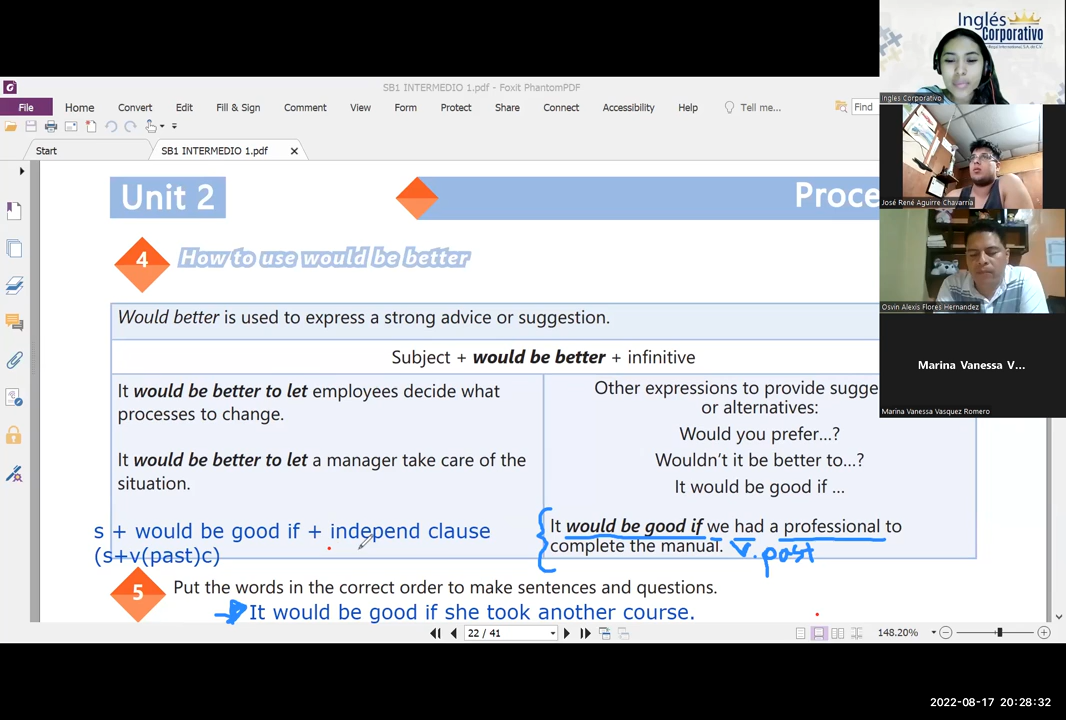 Inglés
Corporativo
Inglés Corporativo
SB1 INTERMEDIO 1.pdf - Foxit PhantomPDF
File Home Convert Edit Fill & Sign Comment View Form Protect Share Connect Accessibility Help Tell me... Find
José René Aguirre Chavarría
Start SB1 INTERMEDIO 1.pdf
Unit 2 Proce
4 How to use would be better
Osvin Alexis Flores Hernandez
Would better is used to express a strong advice or suggestion.
Subject + would be better + infinitive
Marina Vanessa V...
Marina Vanessa Vasquez Romero
It would be better to let employees decide what
processes to change.
It would be better to let a manager take care of the
situation.
Other expressions to provide sugge
or alternatives:
Would you prefer...?
Wouldn't it be better to...?
It would be good if ...
It would be good if we had a professional to
complete the manual.
v. past
s + would be good if + independ clause
(s+v(past)c)
5 Put the words in the correct order to make sentences and questions.
It would be good if she took another course.
22 / 41
148.20%
2022-08-17 20:28:32